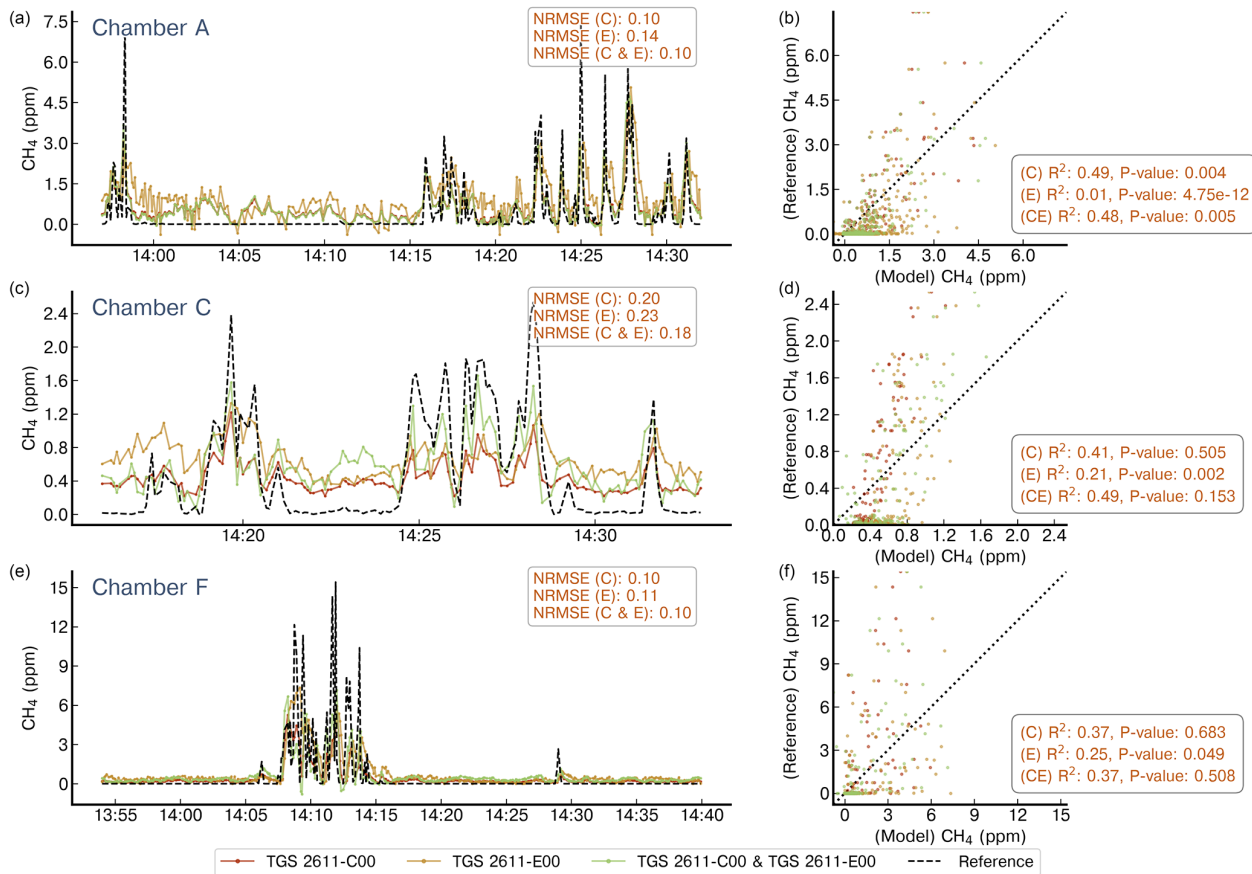 (a)
Chamber A
NRMSE (C): 0.10
NRMSE (E): 0.14
NRMSE (C & E): 0.10
CH4 (ppm)
7.5
6.0
4.5
3.0
1.5
0.0
14:00
14:05
14:10
14:15
14:20
14:25
14:30
(b)
(Reference) CH4 (ppm)
6.0
4.5
3.0
1.5
0.0
(C) R²: 0.49, P-value: 0.004
(E) R²: 0.01, P-value: 4.75e-12
(CE) R²: 0.48, P-value: 0.005
0.0
1.5
3.0
4.5
6.0
(Model) CH4 (ppm)
(c)
Chamber C
NRMSE (C): 0.20
NRMSE (E): 0.23
NRMSE (C & E): 0.18
CH4 (ppm)
2.4
2.0
1.6
1.2
0.8
0.4
0.0
14:20
14:25
14:30
(d)
(Reference) CH4 (ppm)
2.4
2.0
1.6
1.2
0.8
0.4
0.0
(C) R²: 0.41, P-value: 0.505
(E) R²: 0.21, P-value: 0.002
(CE) R²: 0.49, P-value: 0.153
0.0
0.4
0.8
1.2
1.6
2.0
2.4
(Model) CH4 (ppm)
(e)
Chamber F
NRMSE (C): 0.10
NRMSE (E): 0.11
NRMSE (C & E): 0.10
CH4 (ppm)
15
12
9
6
3
0
13:55
14:00
14:05
14:10
14:15
14:20
14:25
14:30
14:35
14:40
(f)
(Reference) CH4 (ppm)
15
12
9
6
3
0
(C) R²: 0.37, P-value: 0.683
(E) R²: 0.25, P-value: 0.049
(CE) R²: 0.37, P-value: 0.508
0
3
6
9
12
15
(Model) CH4 (ppm)
TGS 2611-C00
TGS 2611-E00
TGS 2611-C00 & TGS 2611-E00
Reference